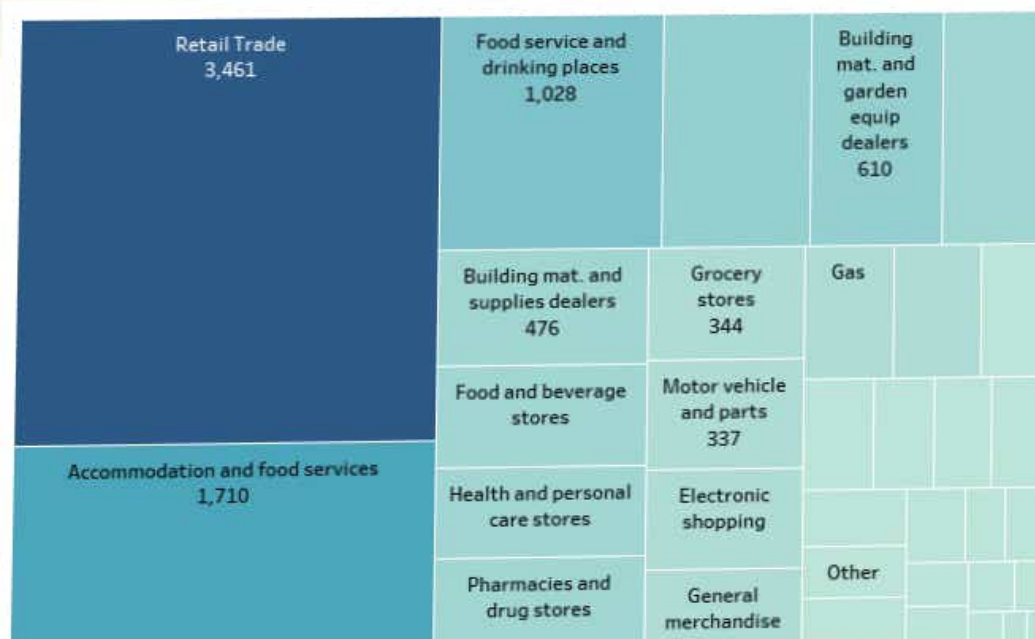 Retail Trade
3,461
Accommodation and food services
1,710
Food service and
drinking places
1,028
Building
mat. and
garden
equip
dealers
610
Building mat. and
supplies dealers
476
Food and beverage
stores
Health and personal
care stores
Pharmacies and
drug stores
Grocery
stores
344
Motor vehicle
and parts
337
Electronic
shopping
General
merchandise
Gas
Other